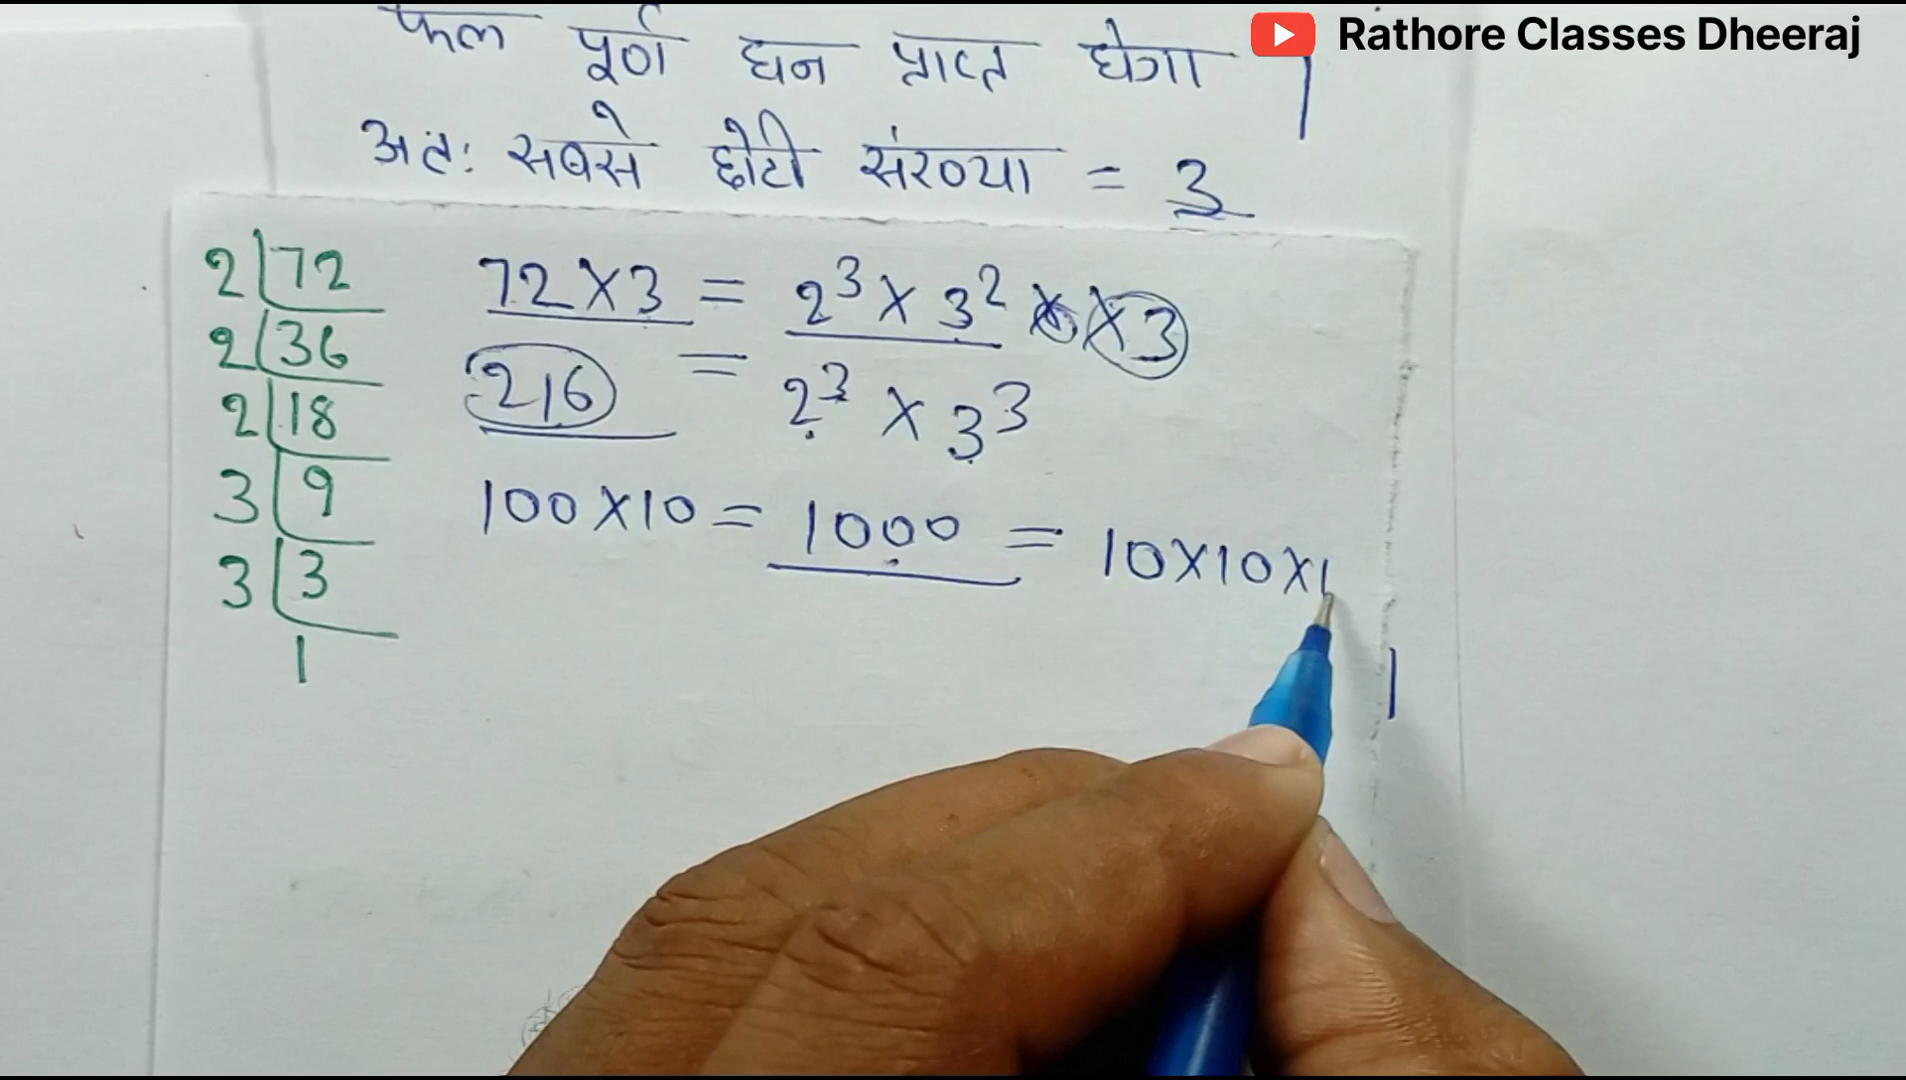 Rathore Classes Dheeraj
फल पूर्ण घन प्राप्त होगा |
अतः सबसे छोटी संख्या = 3
2 | 72
2 | 36
2 | 18
3 | 9
3 | 3
1
72 × 3 = 2³ × 3² × 3
216 = 2³ × 3³
100 × 10 = 1000 = 10 × 10 × 1